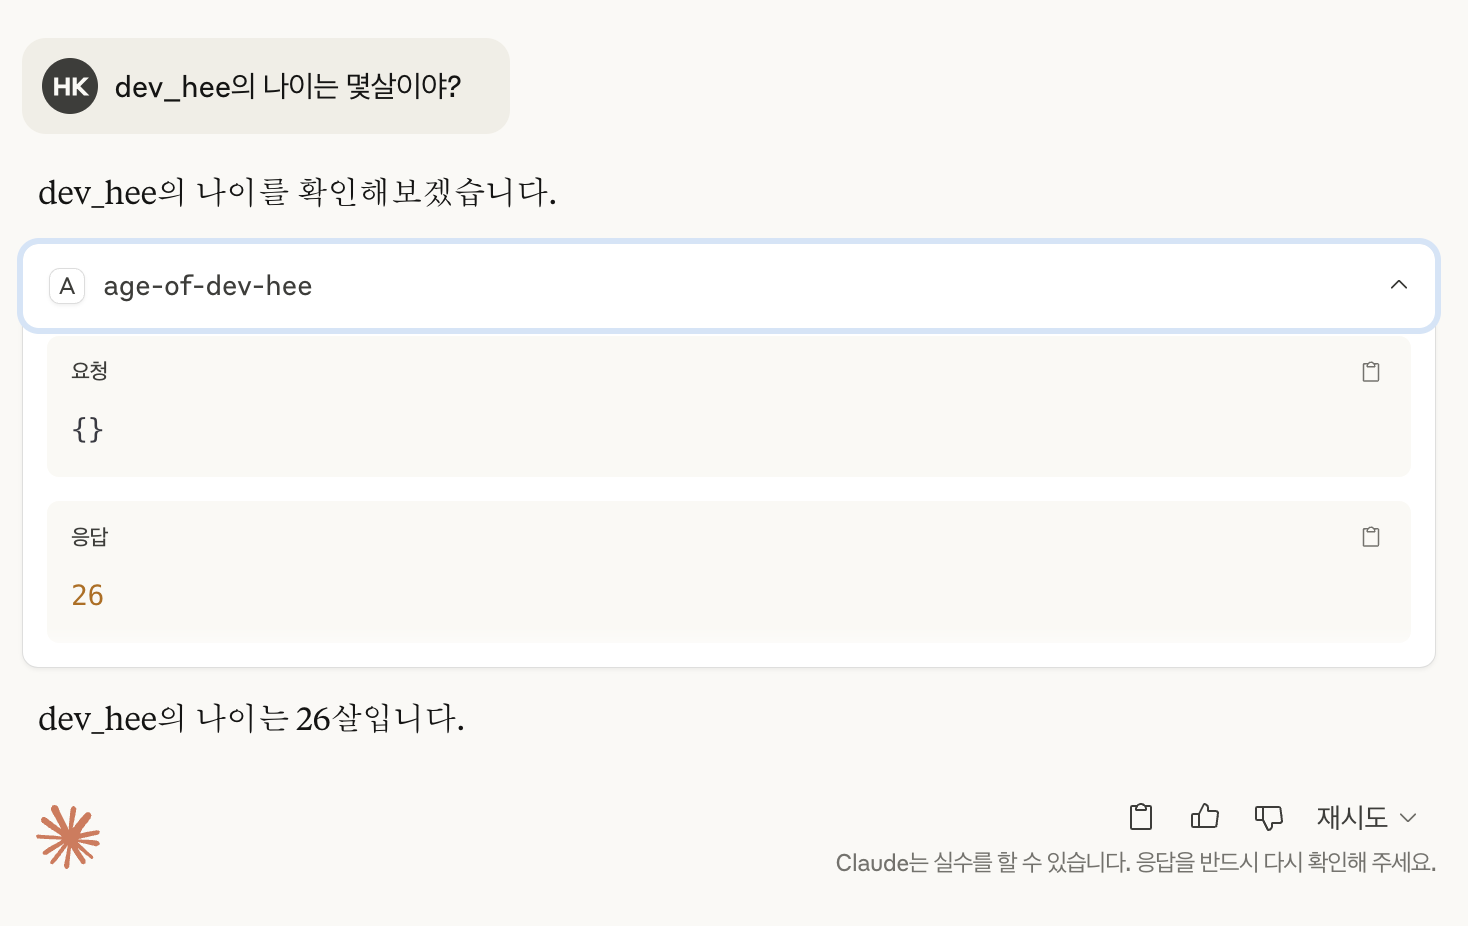 HK dev_hee의 나이는 몇살이야?
dev_hee의 나이를 확인해보겠습니다.
A age-of-dev-hee
요청
{}
응답
26
dev_hee의 나이는 26살입니다.
재시도
Claude는 실수를 할 수 있습니다. 응답을 반드시 다시 확인해 주세요.